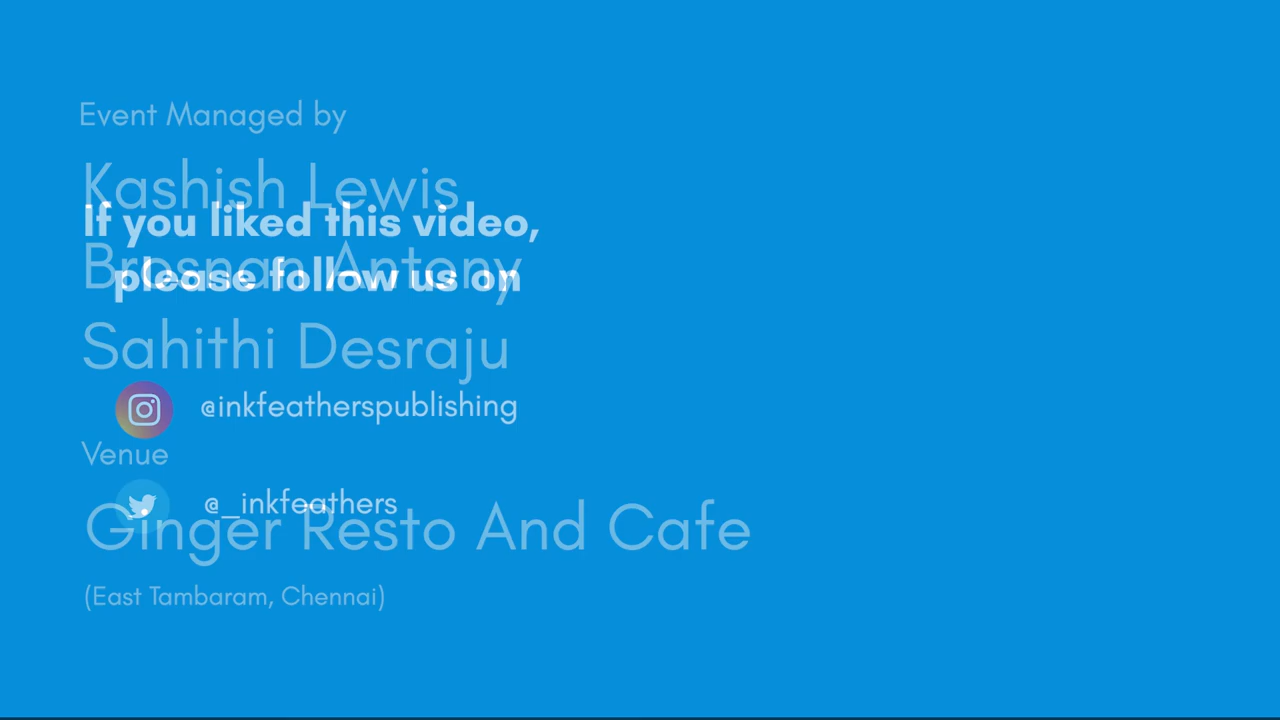 Event Managed by
Kashish Lewis
If you liked this video,
Brosnan Antony
please follow us on
Sahithi Desraju
@inkfeatherspublishing
Venue
@_inkfeathers
Ginger Resto And Cafe
(East Tambaram, Chennai)